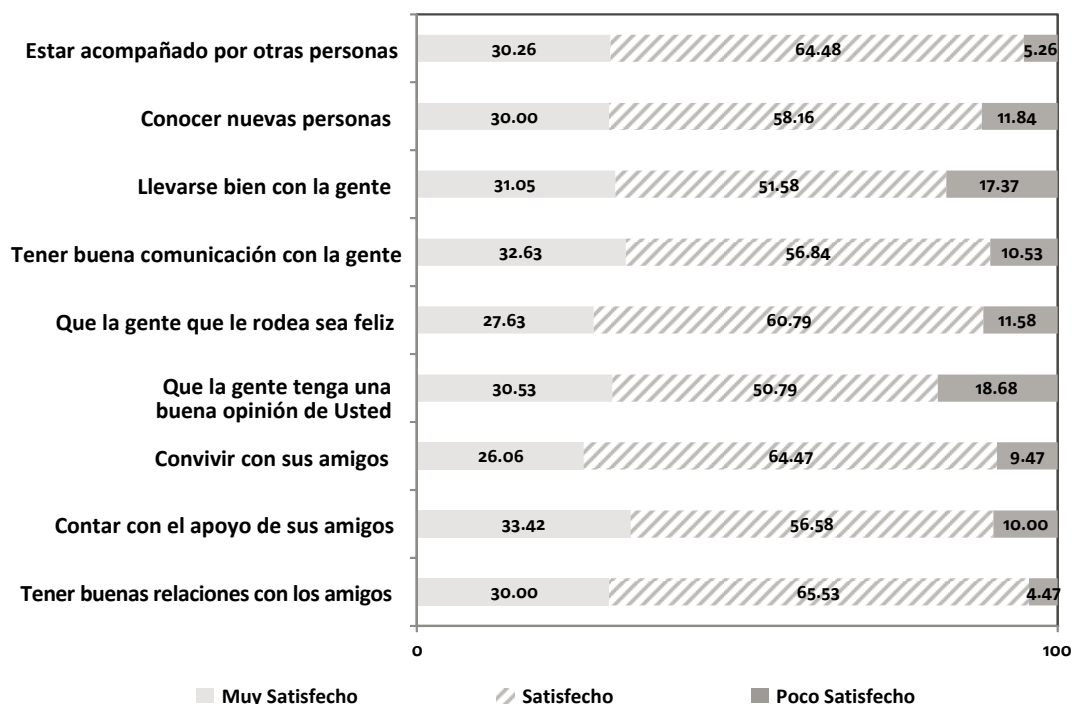 Estar acompañado por otras personas 30.26 64.48 5.26
Conocer nuevas personas 30.00 58.16 11.84
Llevarse bien con la gente 31.05 51.58 17.37
Tener buena comunicación con la gente 32.63 56.84 10.53
Que la gente que le rodea sea feliz 27.63 60.79 11.58
Que la gente tenga una
buena opinión de Usted 30.53 50.79 18.68
Convivir con sus amigos 26.06 64.47 9.47
Contar con el apoyo de sus amigos 33.42 56.58 10.00
Tener buenas relaciones con los amigos 30.00 65.53 4.47
0 100
Muy Satisfecho Satisfecho Poco Satisfecho